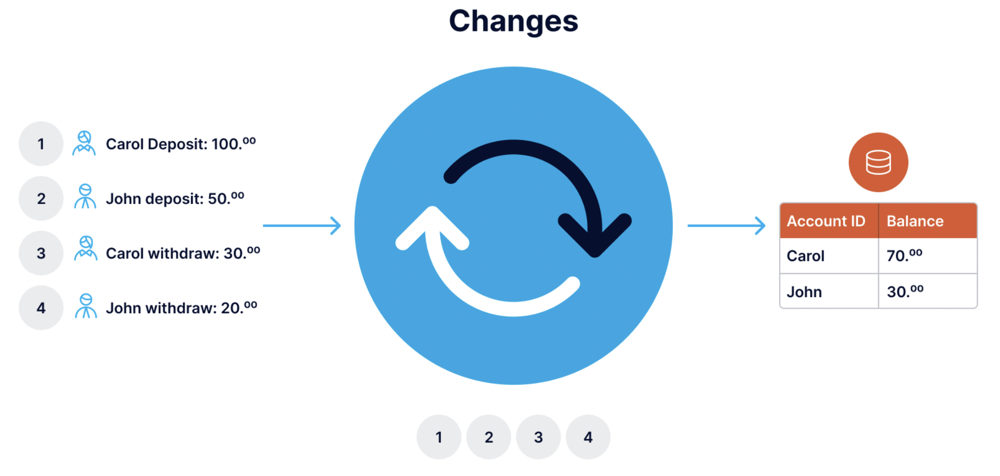 Changes
1 Carol Deposit: 100.⁰⁰
2 John deposit: 50.⁰⁰
3 Carol withdraw: 30.⁰⁰
4 John withdraw: 20.⁰⁰
Account ID Balance
Carol 70.⁰⁰
John 30.⁰⁰
1 2 3 4